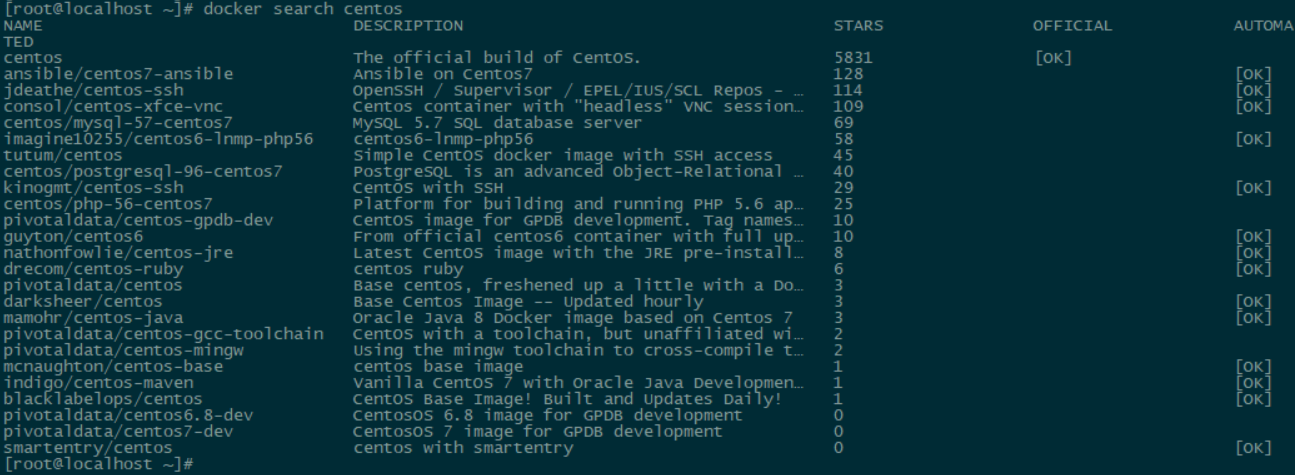 [root@localhost ~]# docker search centos
NAME DESCRIPTION STARS OFFICIAL AUTOMA
TED
centos The official build of CentOS. 5831 [OK]
ansible/centos7-ansible Ansible on Centos7 128 [OK]
jdeathe/centos-ssh OpenSSH / Supervisor / EPEL/IUS/SCL Repos - … 114 [OK]
consol/centos-xfce-vnc Centos container with "headless" VNC session… 109 [OK]
centos/mysql-57-centos7 MySQL 5.7 SQL database server 69
imagine10255/centos6-lnmp-php56 centos6-lnmp-php56 58 [OK]
tutum/centos Simple CentOS docker image with SSH access 45
centos/postgresql-96-centos7 PostgreSQL is an advanced Object-Relational … 40
kinogmt/centos-ssh CentOS with SSH 29 [OK]
centos/php-56-centos7 Platform for building and running PHP 5.6 ap… 25
pivotaldata/centos-gpdb-dev CentOS image for GPDB development. Tag names… 10
guyton/centos6 From official centos6 container with full up… 10 [OK]
nathonfowlie/centos-jre Latest CentOS image with the JRE pre-install… 8 [OK]
drecom/centos-ruby centos ruby 6 [OK]
pivotaldata/centos Base centos, freshened up a little with a Do… 3
darksheer/centos Base Centos Image -- Updated hourly 3 [OK]
mamohr/centos-java Oracle Java 8 Docker image based on Centos 7 3 [OK]
pivotaldata/centos-gcc-toolchain CentOS with a toolchain, but unaffiliated wi… 2
pivotaldata/centos-mingw Using the mingw toolchain to cross-compile t… 2
mcnaughton/centos-base centos base image 1 [OK]
indigo/centos-maven Vanilla CentOS 7 with Oracle Java Developmen… 1 [OK]
blacklabelops/centos CentOS Base Image! Built and Updates Daily! 1 [OK]
pivotaldata/centos6.8-dev CentosOS 6.8 image for GPDB development 0
pivotaldata/centos7-dev CentosOS 7 image for GPDB development 0
smartentry/centos centos with smartentry 0 [OK]
[root@localhost ~]#